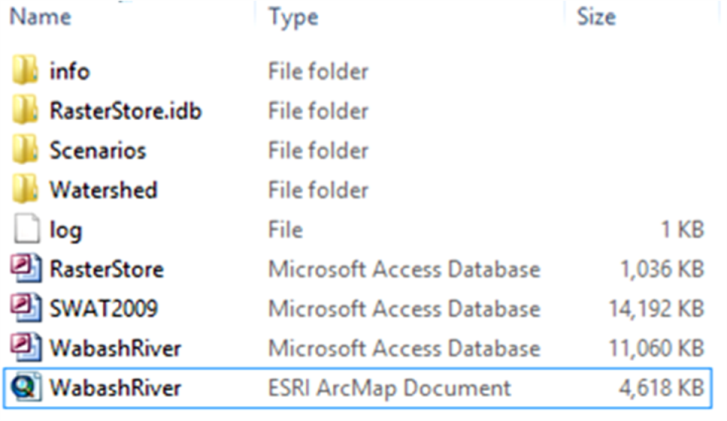 Name Type Size
info File folder
RasterStore.idb File folder
Scenarios File folder
Watershed File folder
log File 1 KB
RasterStore Microsoft Access Database 1,036 KB
SWAT2009 Microsoft Access Database 14,192 KB
WabashRiver Microsoft Access Database 11,060 KB
WabashRiver ESRI ArcMap Document 4,618 KB